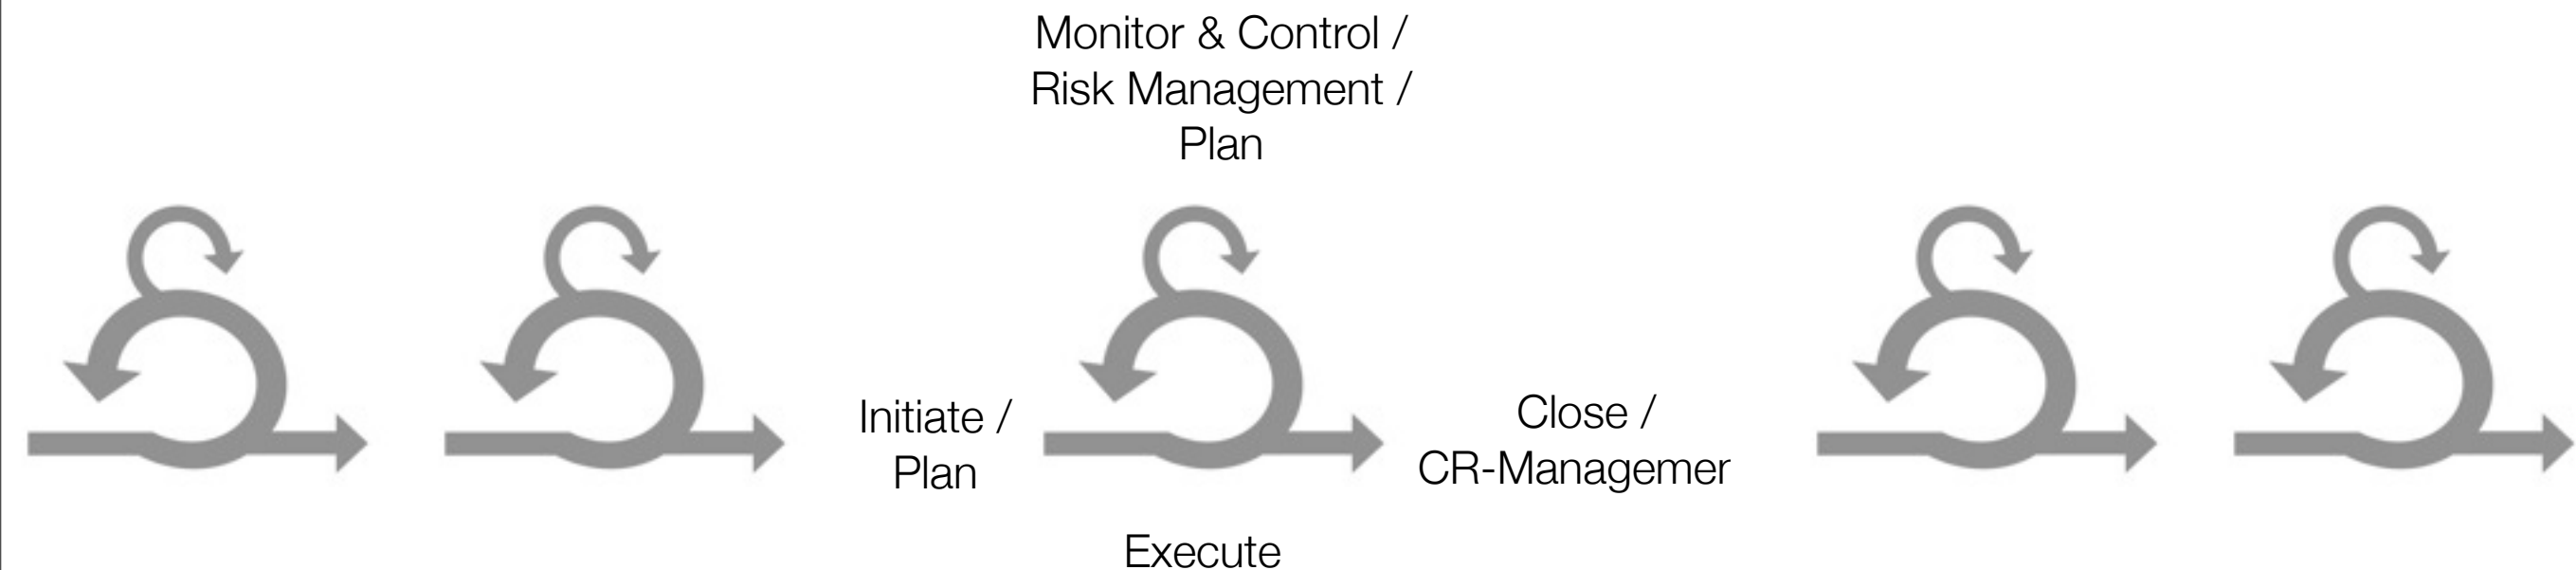 Monitor & Control /
Risk Management /
Plan
Initiate /
Plan
Close /
CR-Managemer
Execute